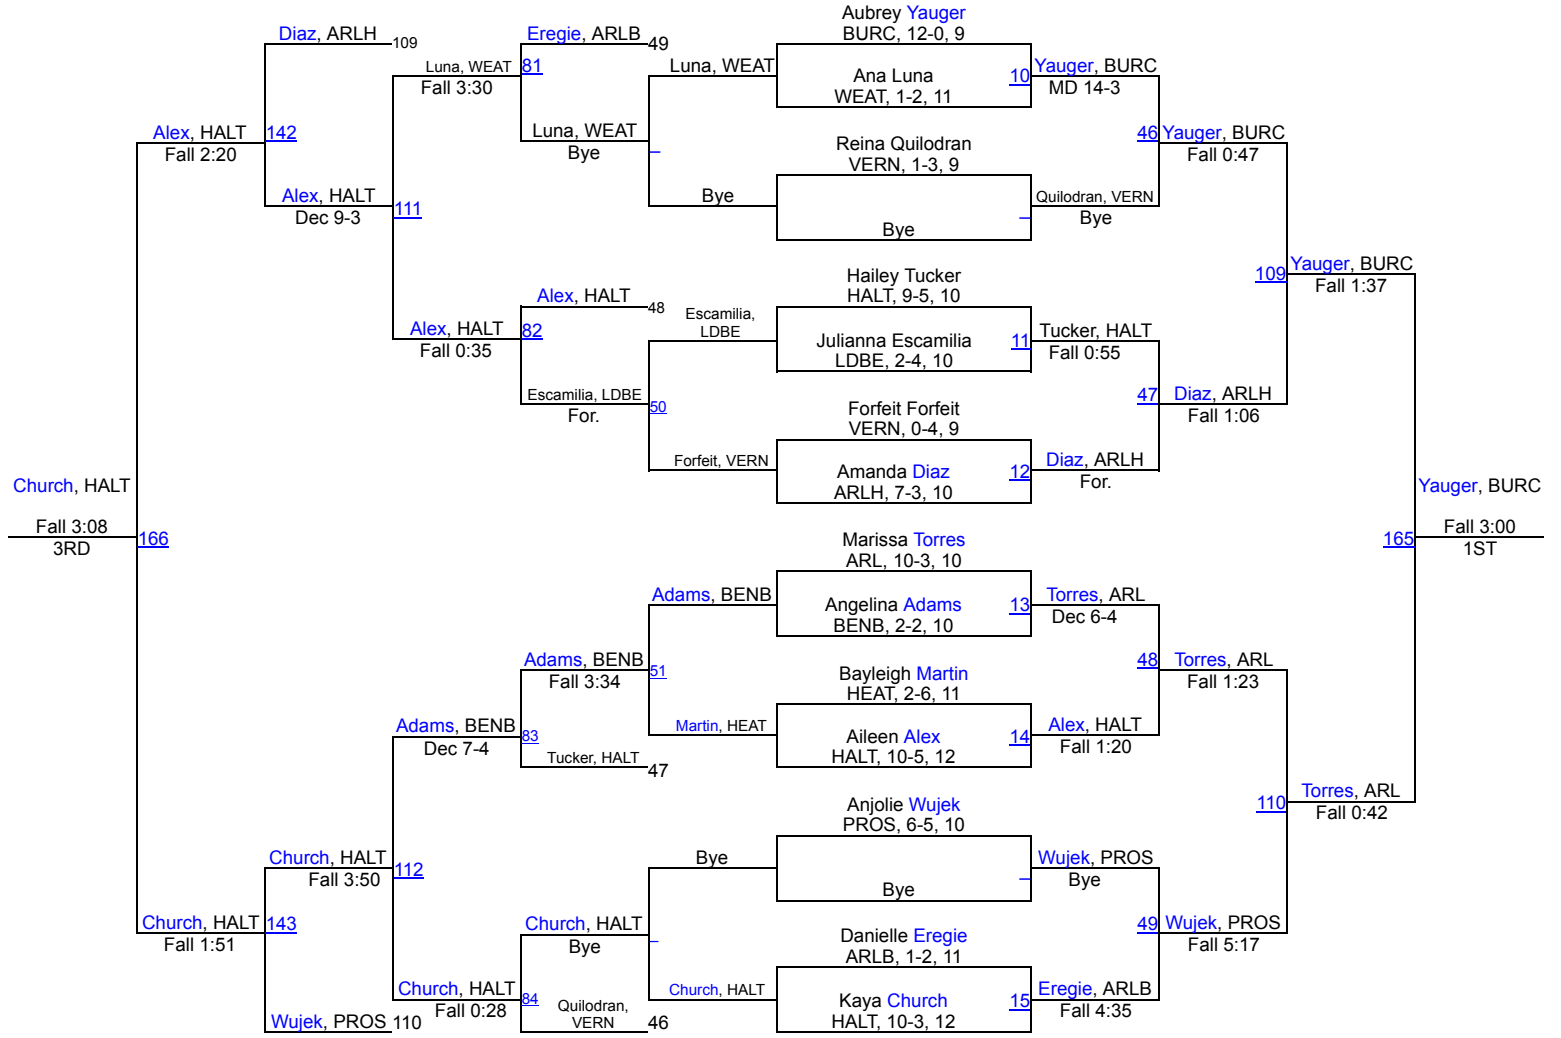 Aubrey Yauger
BURC, 12-0, 9
Diaz, ARLH
109
Eregie, ARLB
49
Luna, WEAT
81
Fall 3:30
Luna, WEAT
Ana Luna
WEAT, 1-2, 11
10
Yauger, BURC
MD 14-3
Alex, HALT
142
Fall 2:20
Luna, WEAT
Bye
Reina Quilodran
VERN, 1-3, 9
46
Yauger, BURC
Fall 0:47
Alex, HALT
Dec 9-3
111
Bye
Bye
Quilodran, VERN
Bye
Hailey Tucker
HALT, 9-5, 10
109
Yauger, BURC
Fall 1:37
Alex, HALT
48
Escamilia,
LDBE
Alex, HALT
82
Fall 0:35
Julianna Escamilia
LDBE, 2-4, 10
11
Tucker, HALT
Fall 0:55
Escamilia, LDBE
For.
50
Forfeit Forfeit
VERN, 0-4, 9
47
Diaz, ARLH
Fall 1:06
Forfeit, VERN
Amanda Diaz
ARLH, 7-3, 10
12
Diaz, ARLH
For.
Church, HALT
Fall 3:08
3RD
166
Yauger, BURC
165
Fall 3:00
1ST
Marissa Torres
ARL, 10-3, 10
Adams, BENB
Angelina Adams
BENB, 2-2, 10
13
Torres, ARL
Dec 6-4
Adams, BENB
Fall 3:34
51
Bayleigh Martin
HEAT, 2-6, 11
48
Torres, ARL
Fall 1:23
Adams, BENB
Dec 7-4
83
Martin, HEAT
Aileen Alex
HALT, 10-5, 12
14
Alex, HALT
Fall 1:20
Tucker, HALT
47
Anjolie Wujek
PROS, 6-5, 10
110
Torres, ARL
Fall 0:42
Church, HALT
Fall 3:50
112
Bye
Bye
Wujek, PROS
Bye
Church, HALT
Fall 1:51
143
Church, HALT
Bye
Danielle Eregie
ARLB, 1-2, 11
49
Wujek, PROS
Fall 5:17
Church, HALT
Fall 0:28
84
Quilodran,
VERN
46
Church, HALT
Kaya Church
HALT, 10-3, 12
15
Eregie, ARLB
Fall 4:35
Wujek, PROS
110